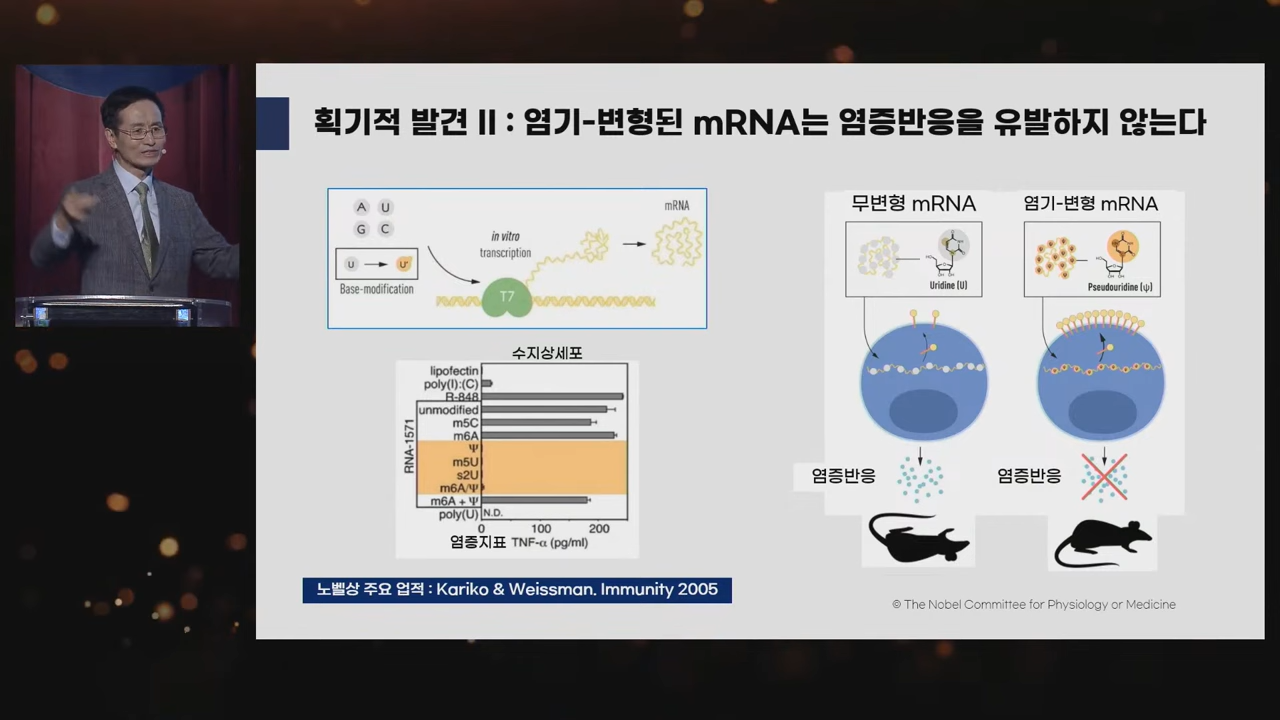 획기적 발견 II : 염기-변형된 mRNA는 염증반응을 유발하지 않는다
A U
G C
U U*
Base-modification
in vitro
transcription
T7
mRNA
수지상세포
lipofectin
poly(I):(C)
R-848
RNA-1571
unmodified
m5C
m6A
Ψ
m5U
s2U
m6A/Ψ
m6A + Ψ
poly(U) N.D.
0 100 200
염증지표 TNF-α (pg/ml)
노벨상 주요 업적 : Kariko & Weissman. Immunity 2005
무변형 mRNA
Uridine (U)
염증반응
염기-변형 mRNA
Pseudouridine (ψ)
염증반응
© The Nobel Committee for Physiology or Medicine